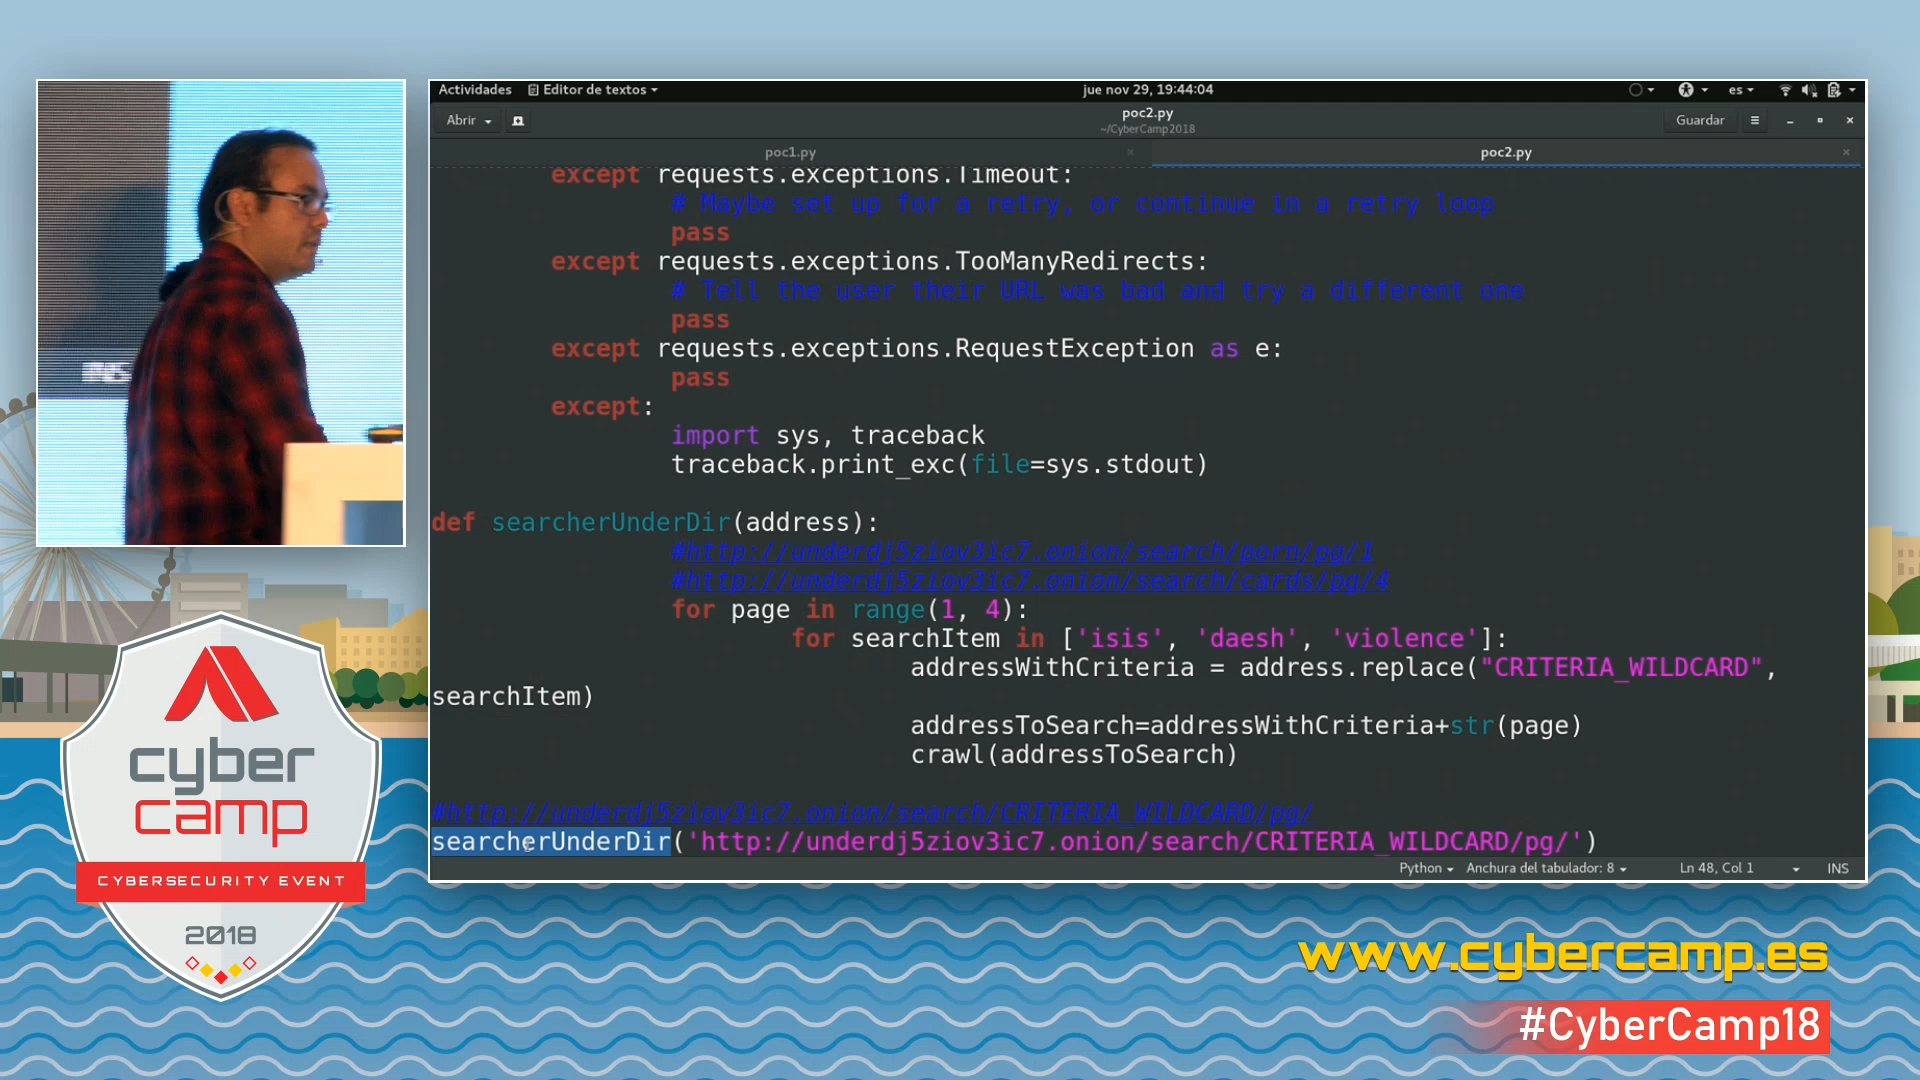 Actividades Editor de textos jue nov 29, 19:44:04 es
Abrir poc2.py Guardar
~/CyberCamp2018
poc1.py poc2.py
except requests.exceptions.Timeout:
# Maybe set up for a retry, or continue in a retry loop
pass
except requests.exceptions.TooManyRedirects:
# Tell the user their URL was bad and try a different one
pass
except requests.exceptions.RequestException as e:
pass
except:
import sys, traceback
traceback.print_exc(file=sys.stdout)
def searcherUnderDir(address):
#http://underdj5ziov3ic7.onion/search/porn/pg/1
#http://underdj5ziov3ic7.onion/search/cards/pg/4
for page in range(1, 4):
for searchItem in ['isis', 'daesh', 'violence']:
addressWithCriteria = address.replace("CRITERIA_WILDCARD",
searchItem)
addressToSearch=addressWithCriteria+str(page)
crawl(addressToSearch)
#http://underdj5ziov3ic7.onion/search/CRITERIA_WILDCARD/pg/
searcherUnderDir('http://underdj5ziov3ic7.onion/search/CRITERIA_WILDCARD/pg/')
Python Anchura del tabulador: 8 Ln 48, Col 1 INS
cyber
camp
CYBERSECURITY EVENT
2018
www.cybercamp.es
#CyberCamp18